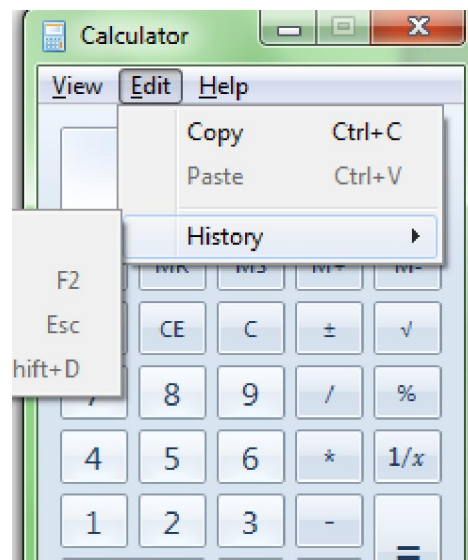 Calculator
View Edit Help
Copy Ctrl+C
Paste Ctrl+V
History
F2
MR MS M+ M-
Esc
CE C ± √
hift+D
7 8 9 / %
4 5 6 * 1/x
1 2 3 -
=